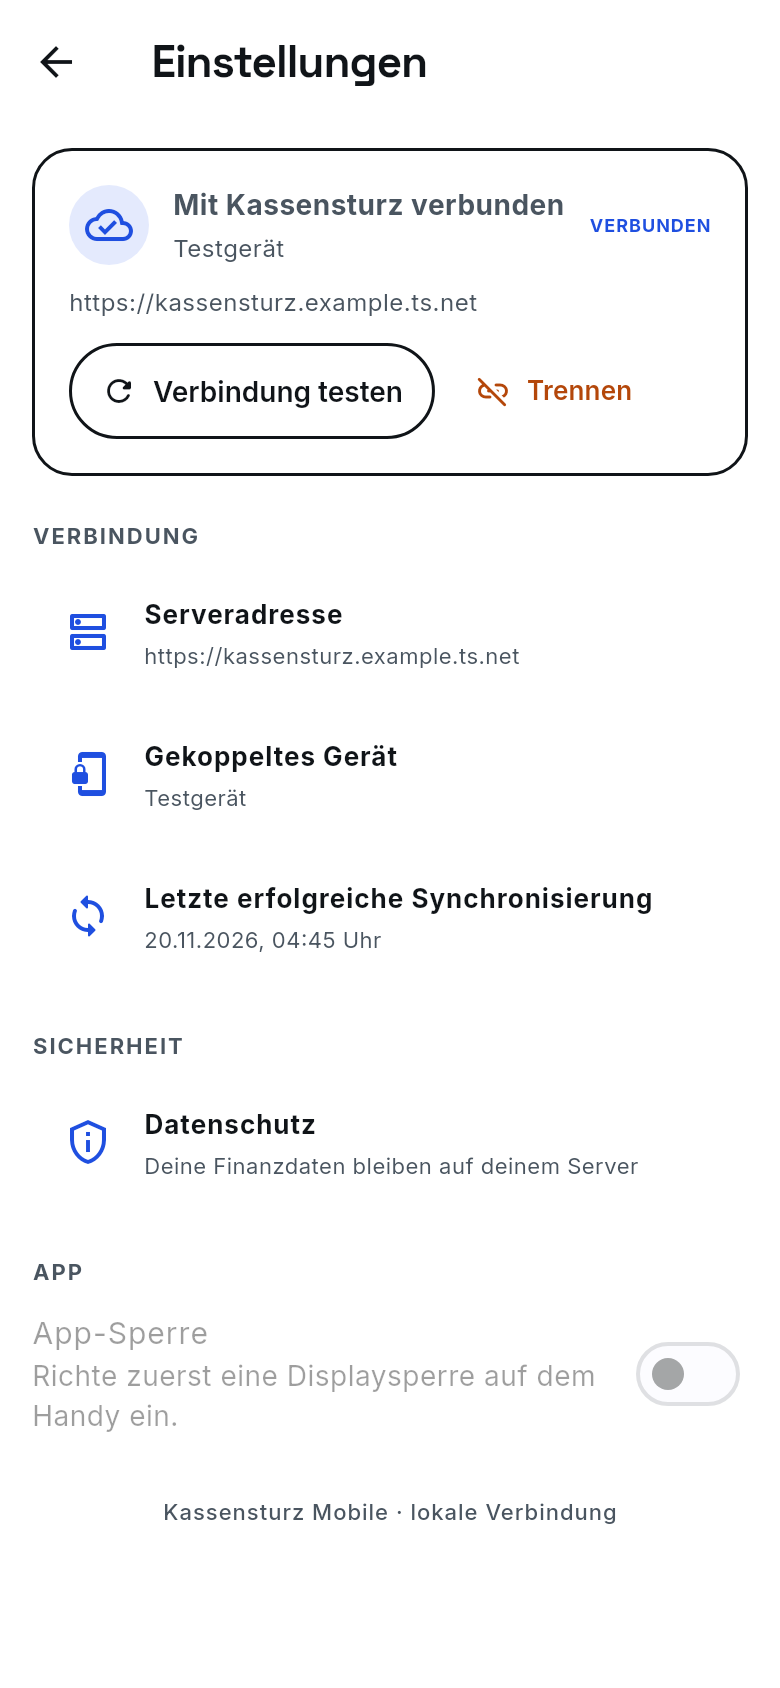 Einstellungen
Mit Kassensturz verbunden
VERBUNDEN
Testgerät
https://kassensturz.example.ts.net
Verbindung testen
Trennen
VERBINDUNG
Serveradresse
https://kassensturz.example.ts.net
Gekoppeltes Gerät
Testgerät
Letzte erfolgreiche Synchronisierung
20.11.2026, 04:45 Uhr
SICHERHEIT
Datenschutz
Deine Finanzdaten bleiben auf deinem Server
APP
App-Sperre
Richte zuerst eine Displaysperre auf dem
Handy ein.
Kassensturz Mobile · lokale Verbindung